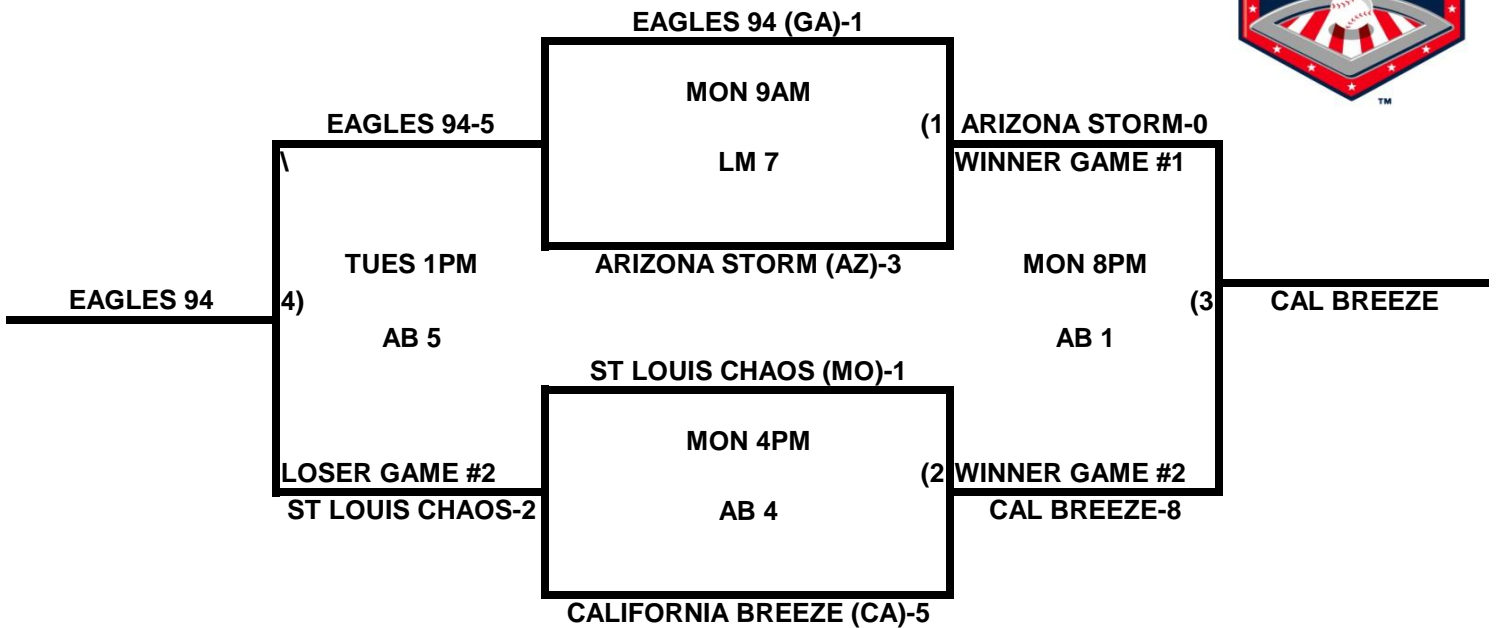 EAGLES 94 (GA)-1
MON 9AM
EAGLES 94-5
(1 ARIZONA STORM-0
\
LM 7
WINNER GAME #1
TUES 1PM
ARIZONA STORM (AZ)-3
MON 8PM
EAGLES 94
4)
(3
CAL BREEZE
AB 5
AB 1
ST LOUIS CHAOS (MO)-1
MON 4PM
LOSER GAME #2
(2 WINNER GAME #2
ST LOUIS CHAOS-2
AB 4
CAL BREEZE-8
CALIFORNIA BREEZE (CA)-5
TM